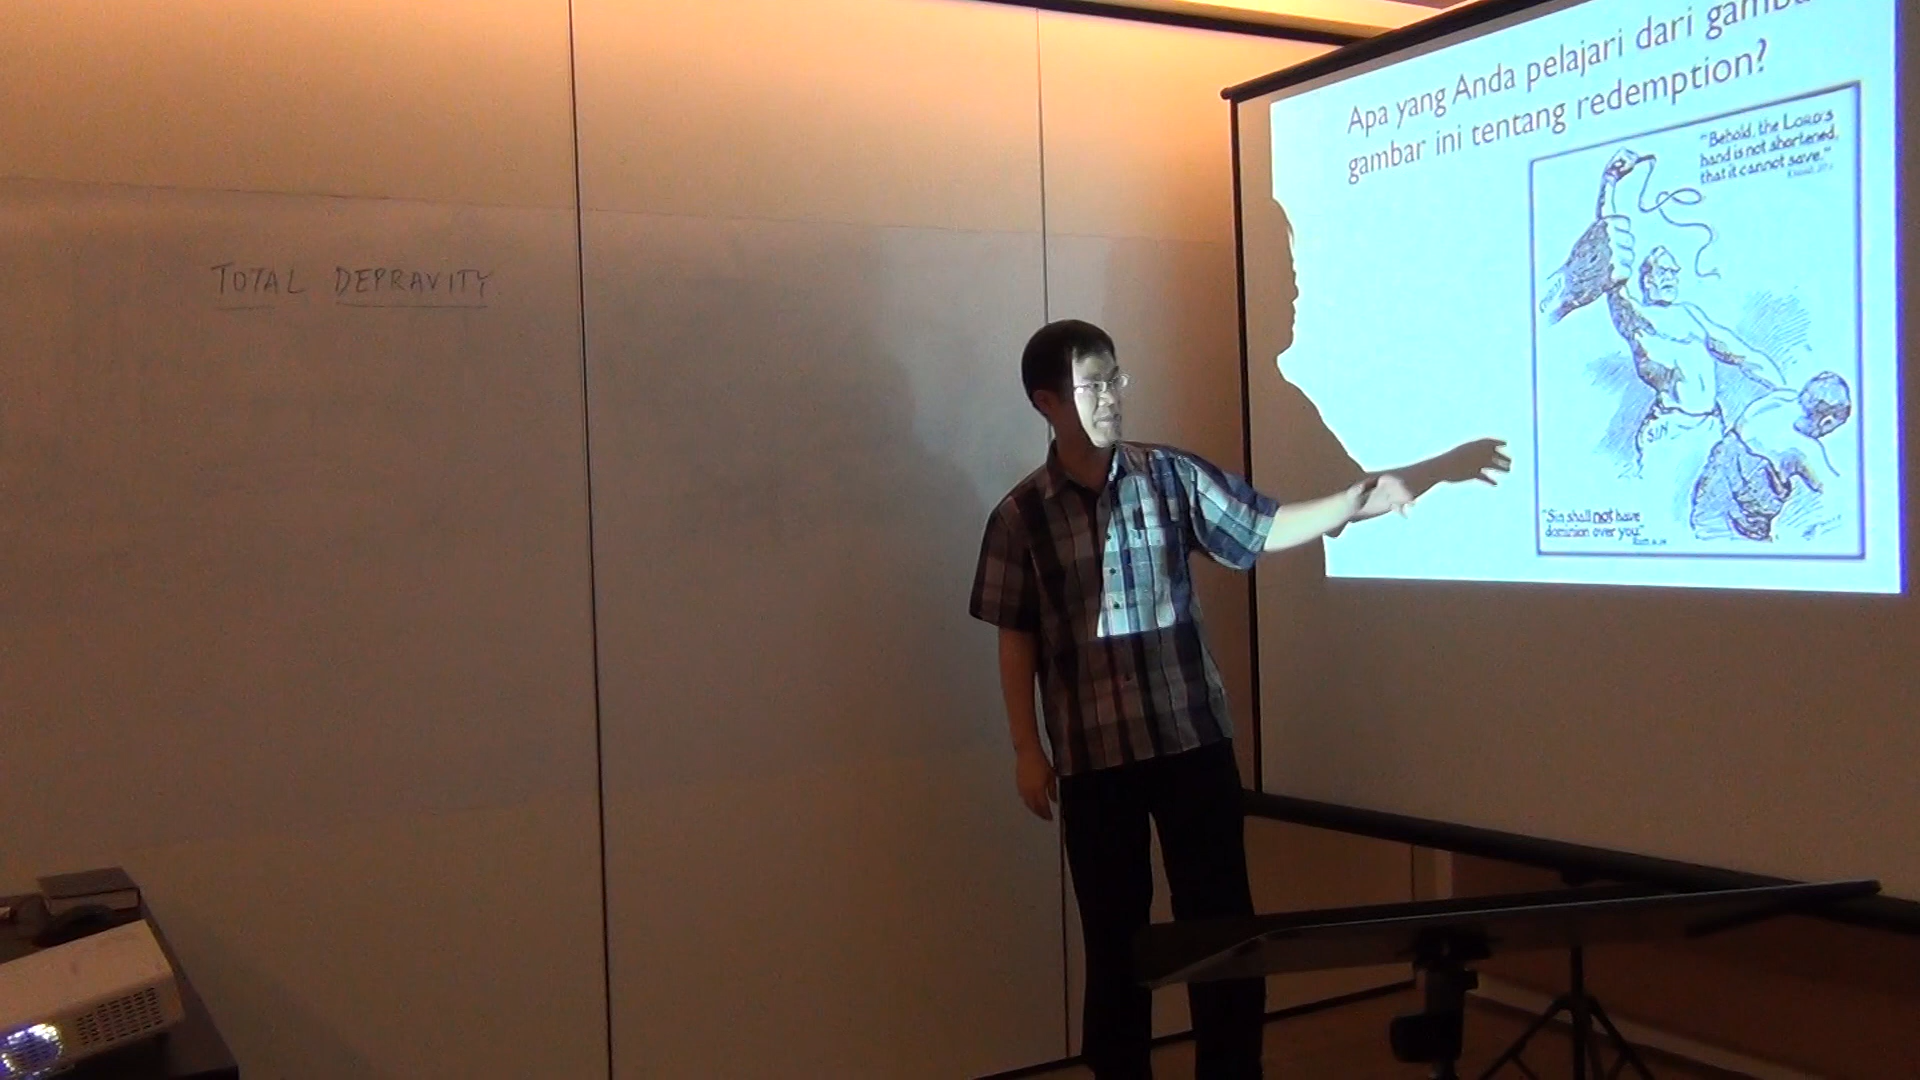 TOTAL DEPRAVITY
Apa yang Anda pelajari dari
gambar ini tentang redemption?
"Behold, the LORD'S
hand is not shortened,
that it cannot save."
CHRIST
SIN
"Sin shall not have
dominion over you"